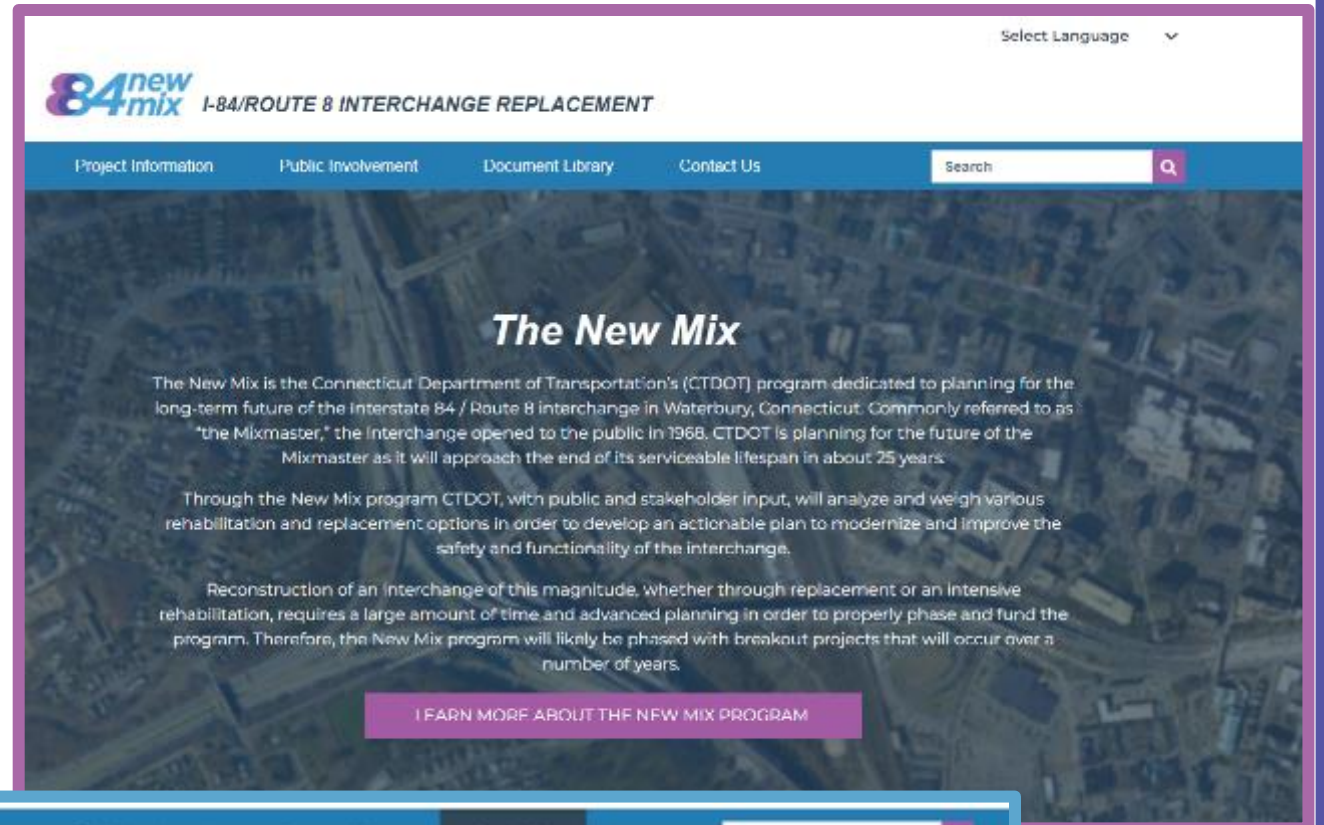 Select Language
84 new mix
I-84/ROUTE 8 INTERCHANGE REPLACEMENT
Project Information Public Involvement Document Library Contact Us Search
The New Mix
The New Mix is the Connecticut Department of Transportation's (CTDOT) program dedicated to planning for the
long-term future of the Interstate 84 / Route 8 interchange in Waterbury, Connecticut. Commonly referred to as
"the Mixmaster," the interchange opened to the public in 1968. CTDOT is planning for the future of the
Mixmaster as it will approach the end of its serviceable lifespan in about 25 years.
Through the New Mix program CTDOT, with public and stakeholder input, will analyze and weigh various
rehabilitation and replacement options in order to develop an actionable plan to modernize and improve the
safety and functionality of the interchange.
Reconstruction of an interchange of this magnitude, whether through replacement or an intensive
rehabilitation, requires a large amount of time and advanced planning in order to properly phase and fund the
program. Therefore, the New Mix program will likely be phased with breakout projects that will occur over a
number of years.
LEARN MORE ABOUT THE NEW MIX PROGRAM